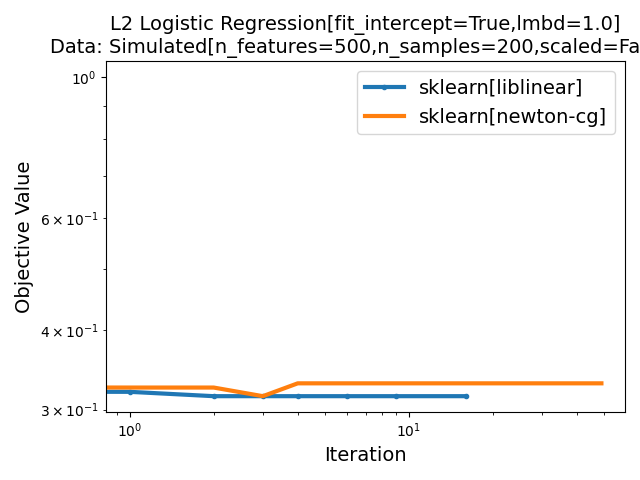 L2 Logistic Regression[fit_intercept=True,lmbd=1.0]
Data: Simulated[n_features=500,n_samples=200,scaled=Fa
sklearn[liblinear]
sklearn[newton-cg]
Objective Value
10⁰
6 × 10⁻¹
4 × 10⁻¹
3 × 10⁻¹
10⁰
10¹
Iteration